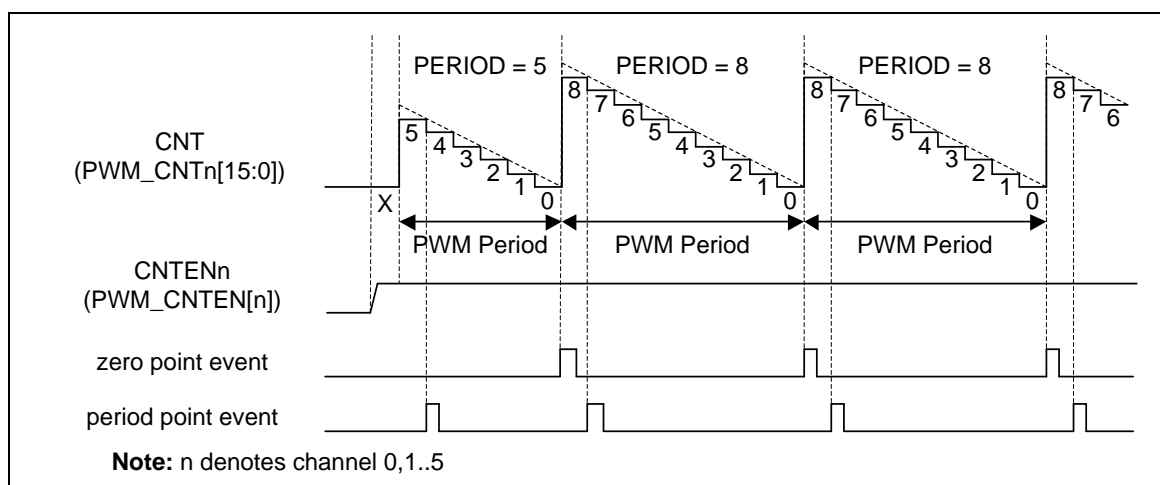 PERIOD = 5 PERIOD = 8 PERIOD = 8
8 7 6 5 4 3 2 1 0
8 7 6 5 4 3 2 1 0
8 7 6
5 4 3 2 1 0
CNT
(PWM_CNTn[15:0])
X
PWM Period PWM Period PWM Period
CNTENn
(PWM_CNTEN[n])
zero point event
period point event
Note: n denotes channel 0,1..5